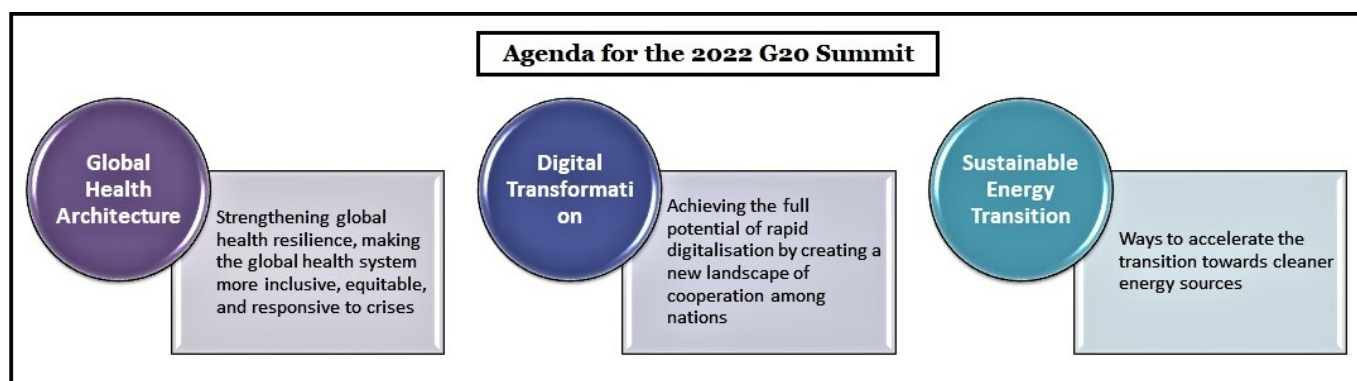 Agenda for the 2022 G20 Summit
Global
Health
Architecture
Strengthening global
health resilience, making
the global health system
more inclusive, equitable,
and responsive to crises
Digital
Transformati
on
Achieving the full
potential of rapid
digitalisation by creating a
new landscape of
cooperation among
nations
Sustainable
Energy
Transition
Ways to accelerate the
transition towards cleaner
energy sources